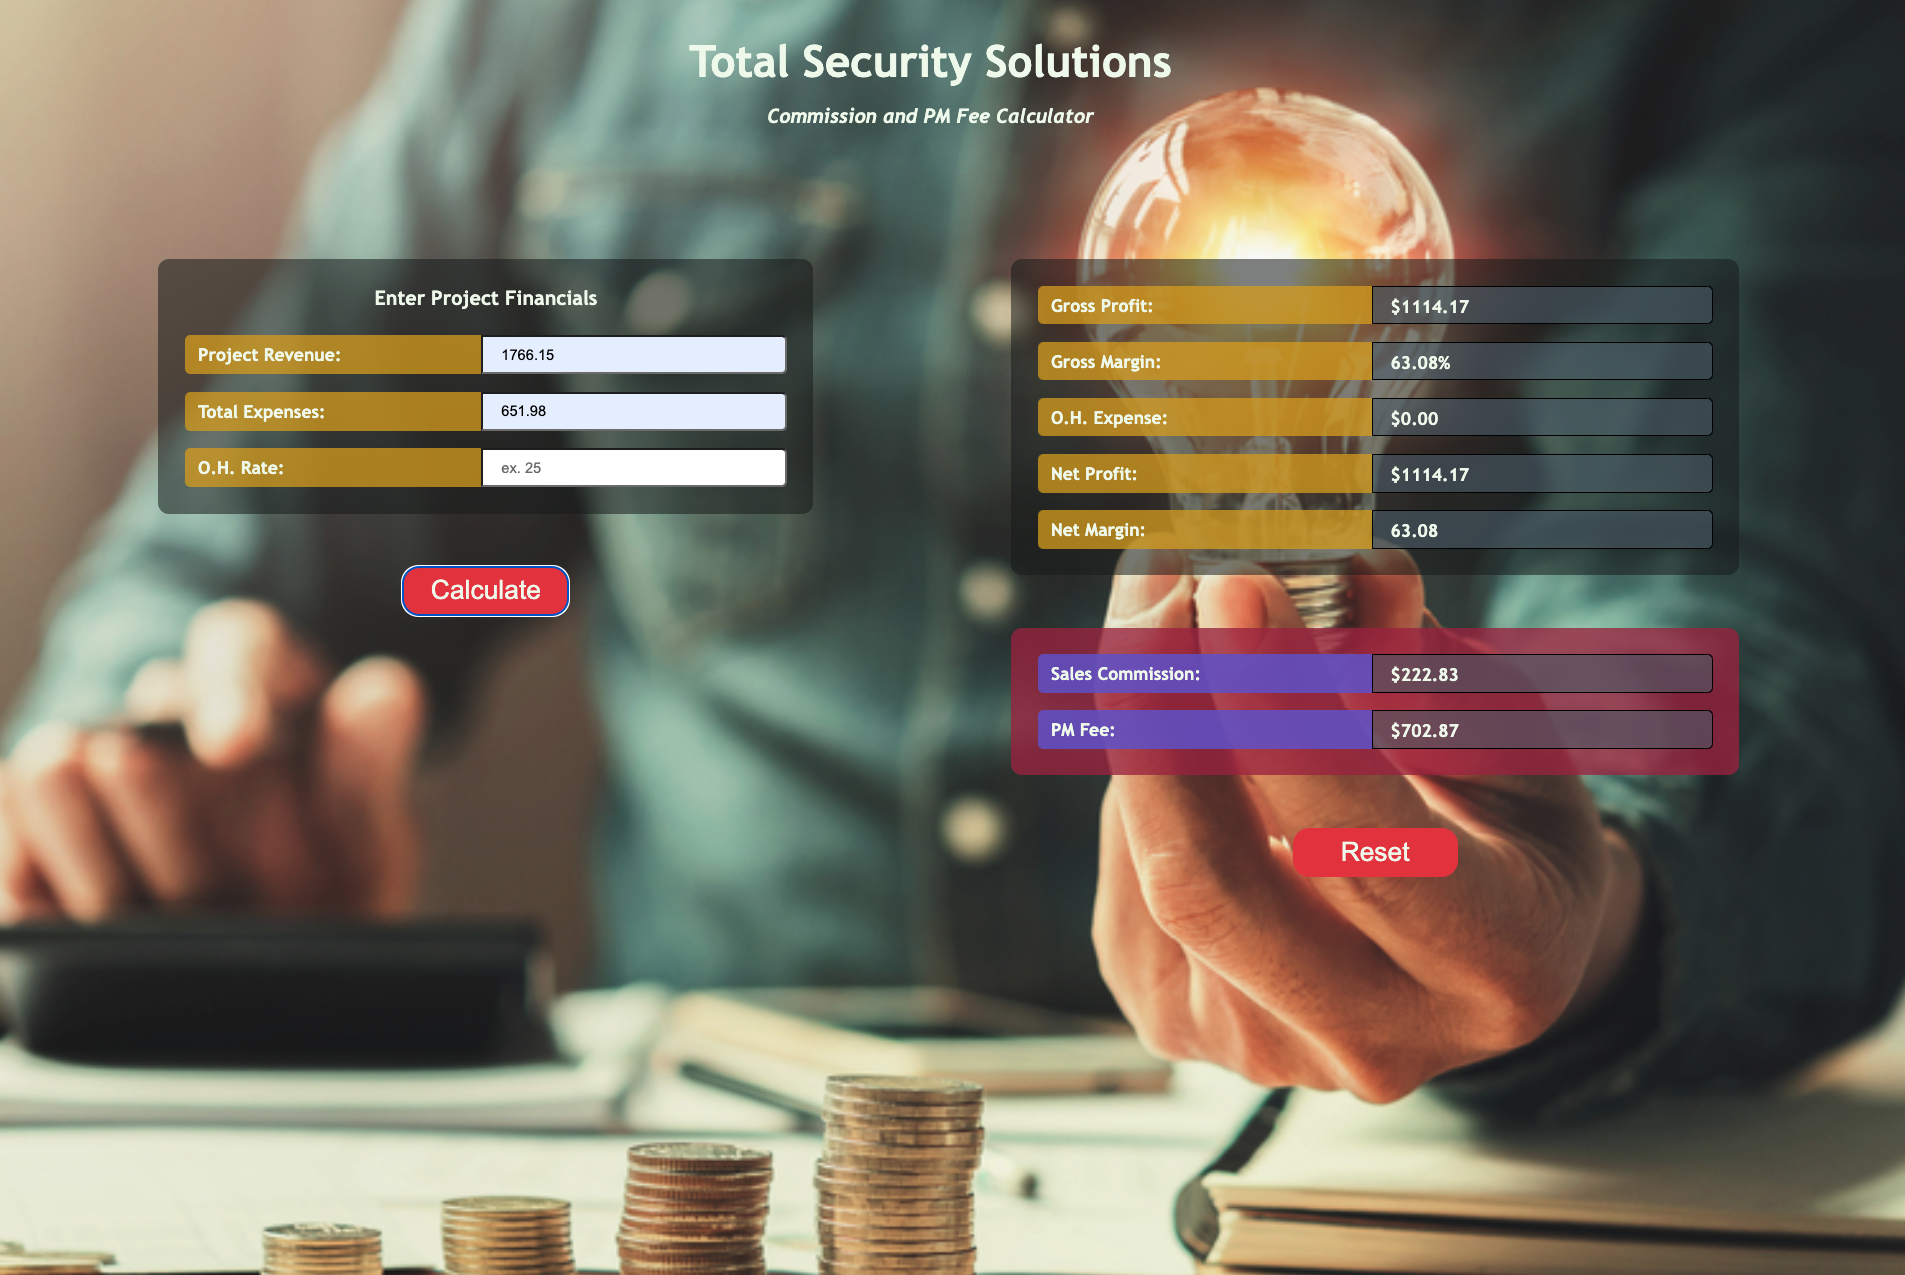 Total Security Solutions
Commission and PM Fee Calculator
Enter Project Financials
Project Revenue: 1766.15
Total Expenses: 651.98
O.H. Rate: ex. 25
Calculate
Gross Profit: $1114.17
Gross Margin: 63.08%
O.H. Expense: $0.00
Net Profit: $1114.17
Net Margin: 63.08
Sales Commission: $222.83
PM Fee: $702.87
Reset